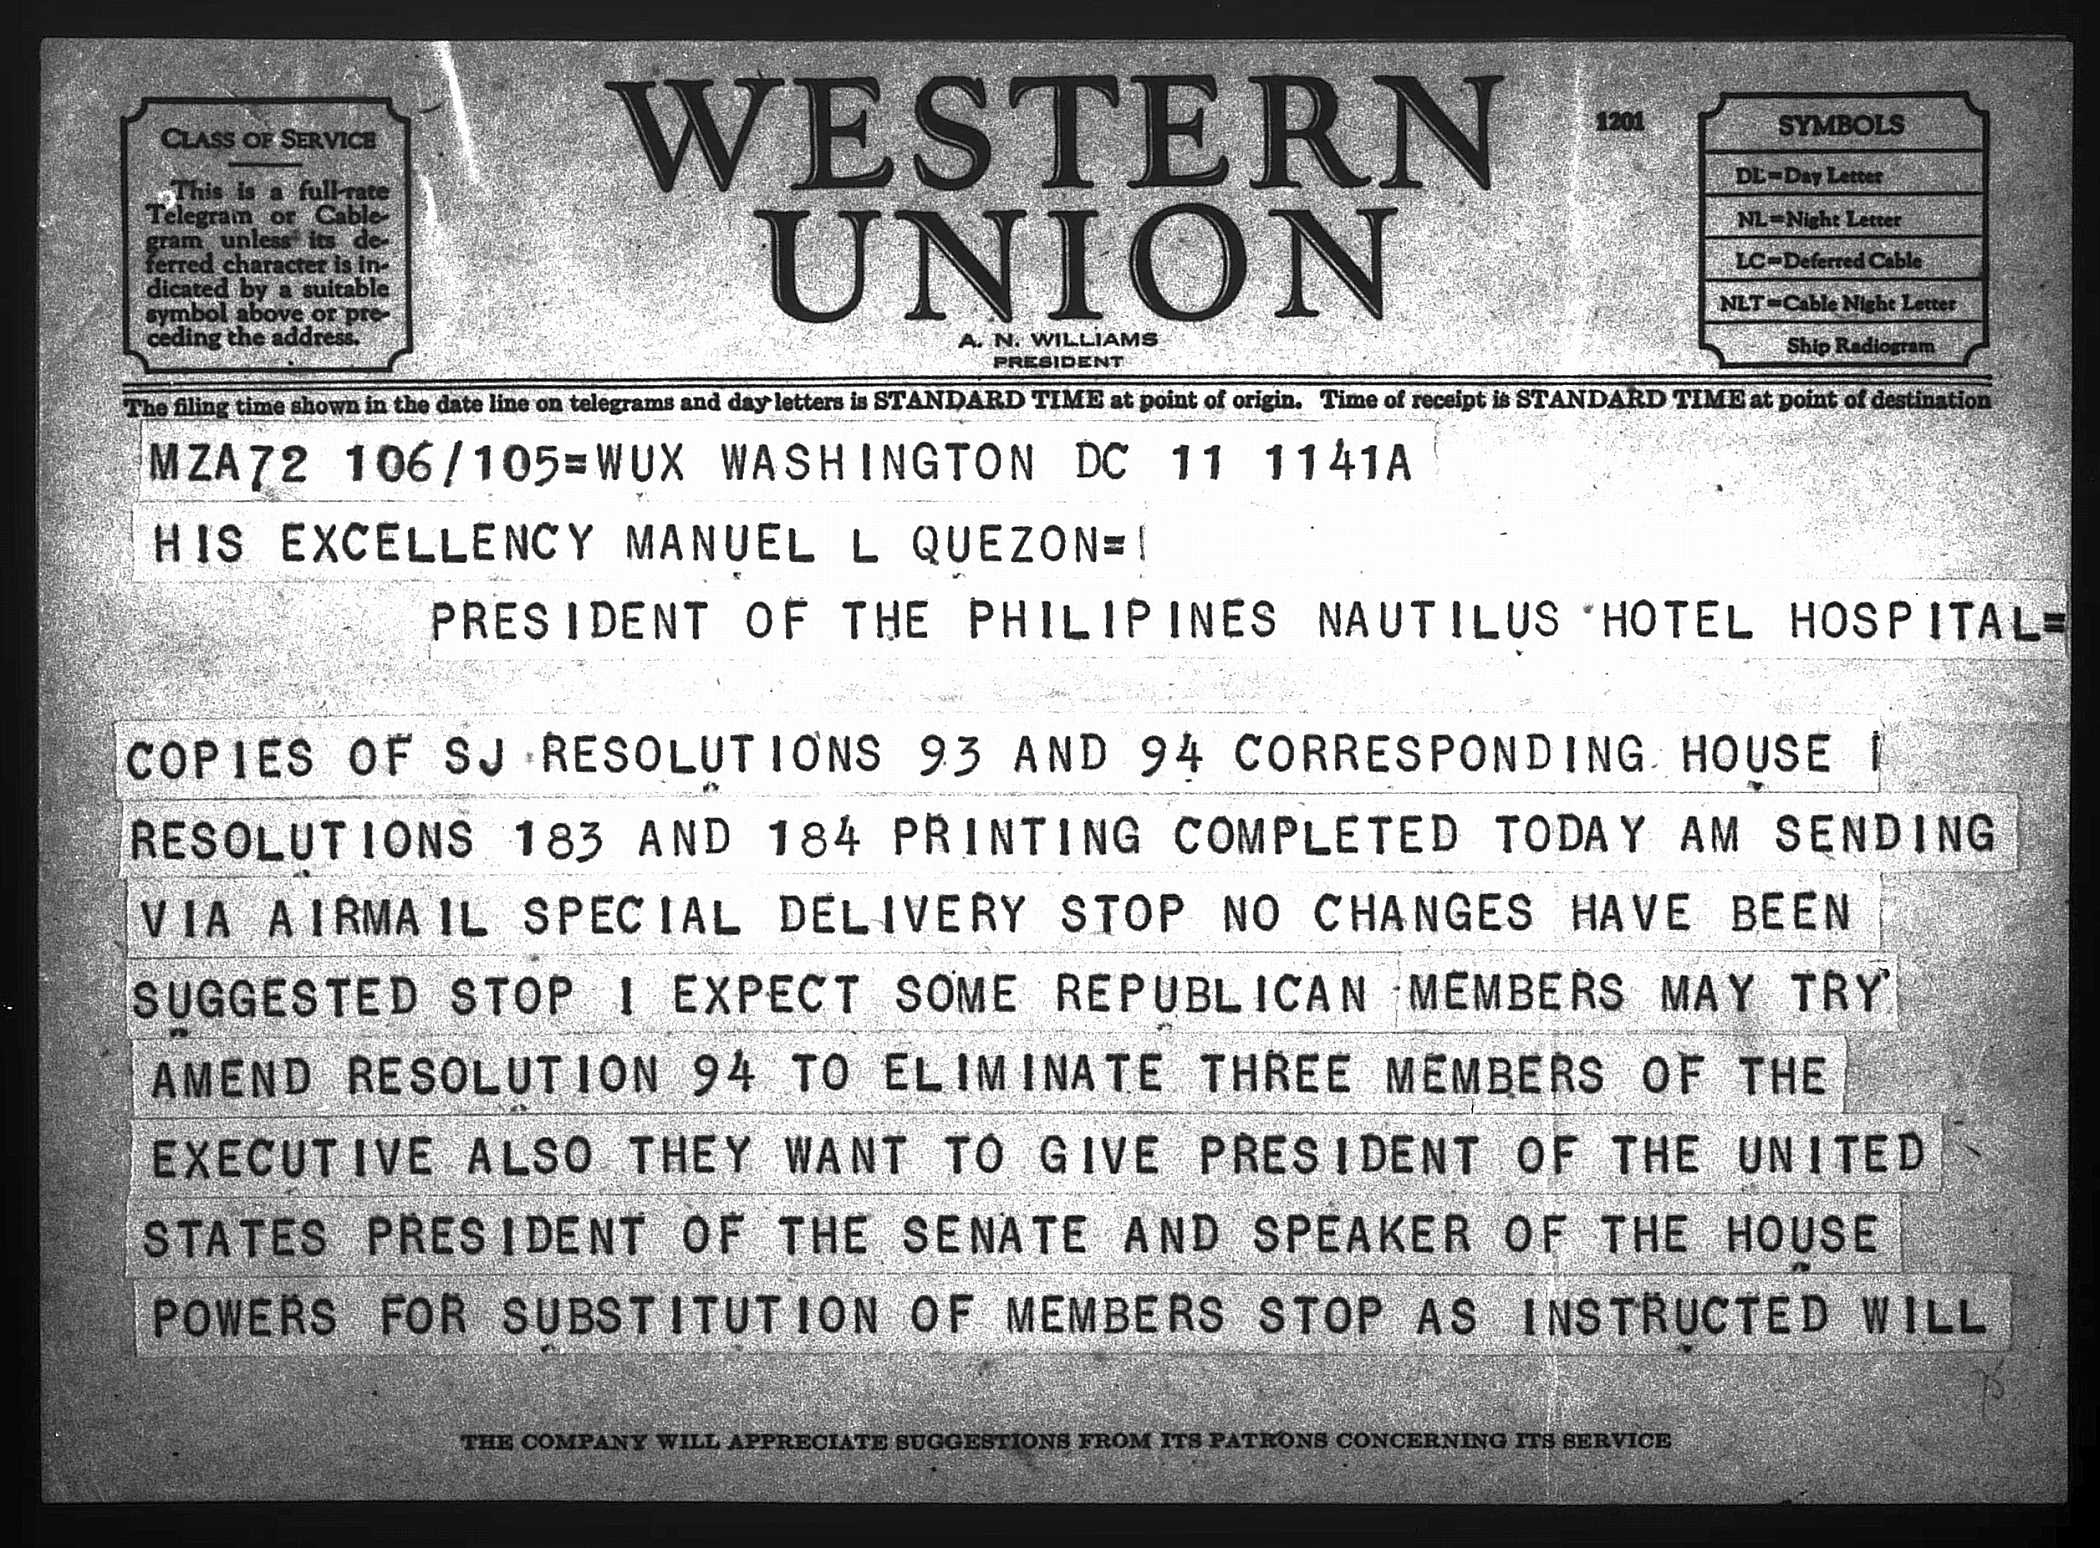 CLASS OF SERVICE
This is a full-rate
Telegram or Cable-
gram unless its de-
ferred character is in-
dicated by a suitable
symbol above or pre-
ceding the address.
WESTERN
UNION
A. N. WILLIAMS
PRESIDENT
1201
SYMBOLS
DL=Day Letter
NL=Night Letter
LC=Deferred Cable
NLT=Cable Night Letter
Ship Radiogram
The filing time shown in the date line on telegrams and day letters is STANDARD TIME at point of origin. Time of receipt is STANDARD TIME at point of destination
MZA72 106/105=WUX WASHINGTON DC 11 1141A
HIS EXCELLENCY MANUEL L QUEZON=
PRESIDENT OF THE PHILIPINES NAUTILUS HOTEL HOSPITAL=
COPIES OF SJ RESOLUTIONS 93 AND 94 CORRESPONDING HOUSE
RESOLUTIONS 183 AND 184 PRINTING COMPLETED TODAY AM SENDING
VIA AIRMAIL SPECIAL DELIVERY STOP NO CHANGES HAVE BEEN
SUGGESTED STOP I EXPECT SOME REPUBLICAN MEMBERS MAY TRY
AMEND RESOLUTION 94 TO ELIMINATE THREE MEMBERS OF THE
EXECUTIVE ALSO THEY WANT TO GIVE PRESIDENT OF THE UNITED
STATES PRESIDENT OF THE SENATE AND SPEAKER OF THE HOUSE
POWERS FOR SUBSTITUTION OF MEMBERS STOP AS INSTRUCTED WILL
THE COMPANY WILL APPRECIATE SUGGESTIONS FROM ITS PATRONS CONCERNING ITS SERVICE